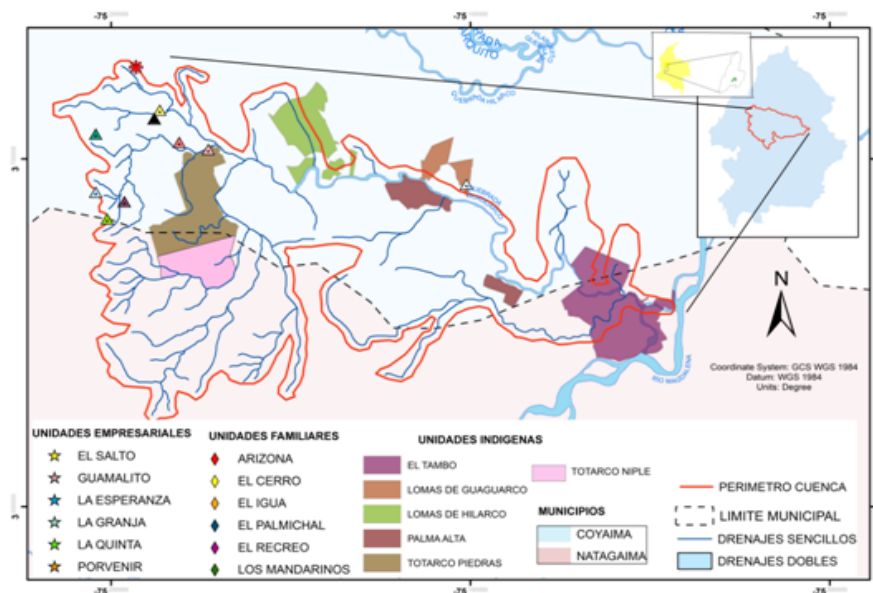 -75
-75
-75
QUEBRADA HILARCO
3
3
N
RIO MAGDALENA
Coordinate System: GCS WGS 1984
Datum: WGS 1984
Units: Degree
UNIDADES EMPRESARIALES
EL SALTO
GUAMALITO
LA ESPERANZA
LA GRANJA
LA QUINTA
PORVENIR
UNIDADES FAMILIARES
ARIZONA
EL CERRO
EL IGUA
EL PALMICHAL
EL RECREO
LOS MANDARINOS
UNIDADES INDIGENAS
EL TAMBO
LOMAS DE GUAGUARCO
LOMAS DE HILARCO
PALMA ALTA
TOTARCO PIEDRAS
TOTARCO NIPLE
MUNICIPIOS
COYAIMA
NATAGAIMA
PERIMETRO CUENCA
LIMITE MUNICIPAL
DRENAJES SENCILLOS
DRENAJES DOBLES
-75
-75
-75